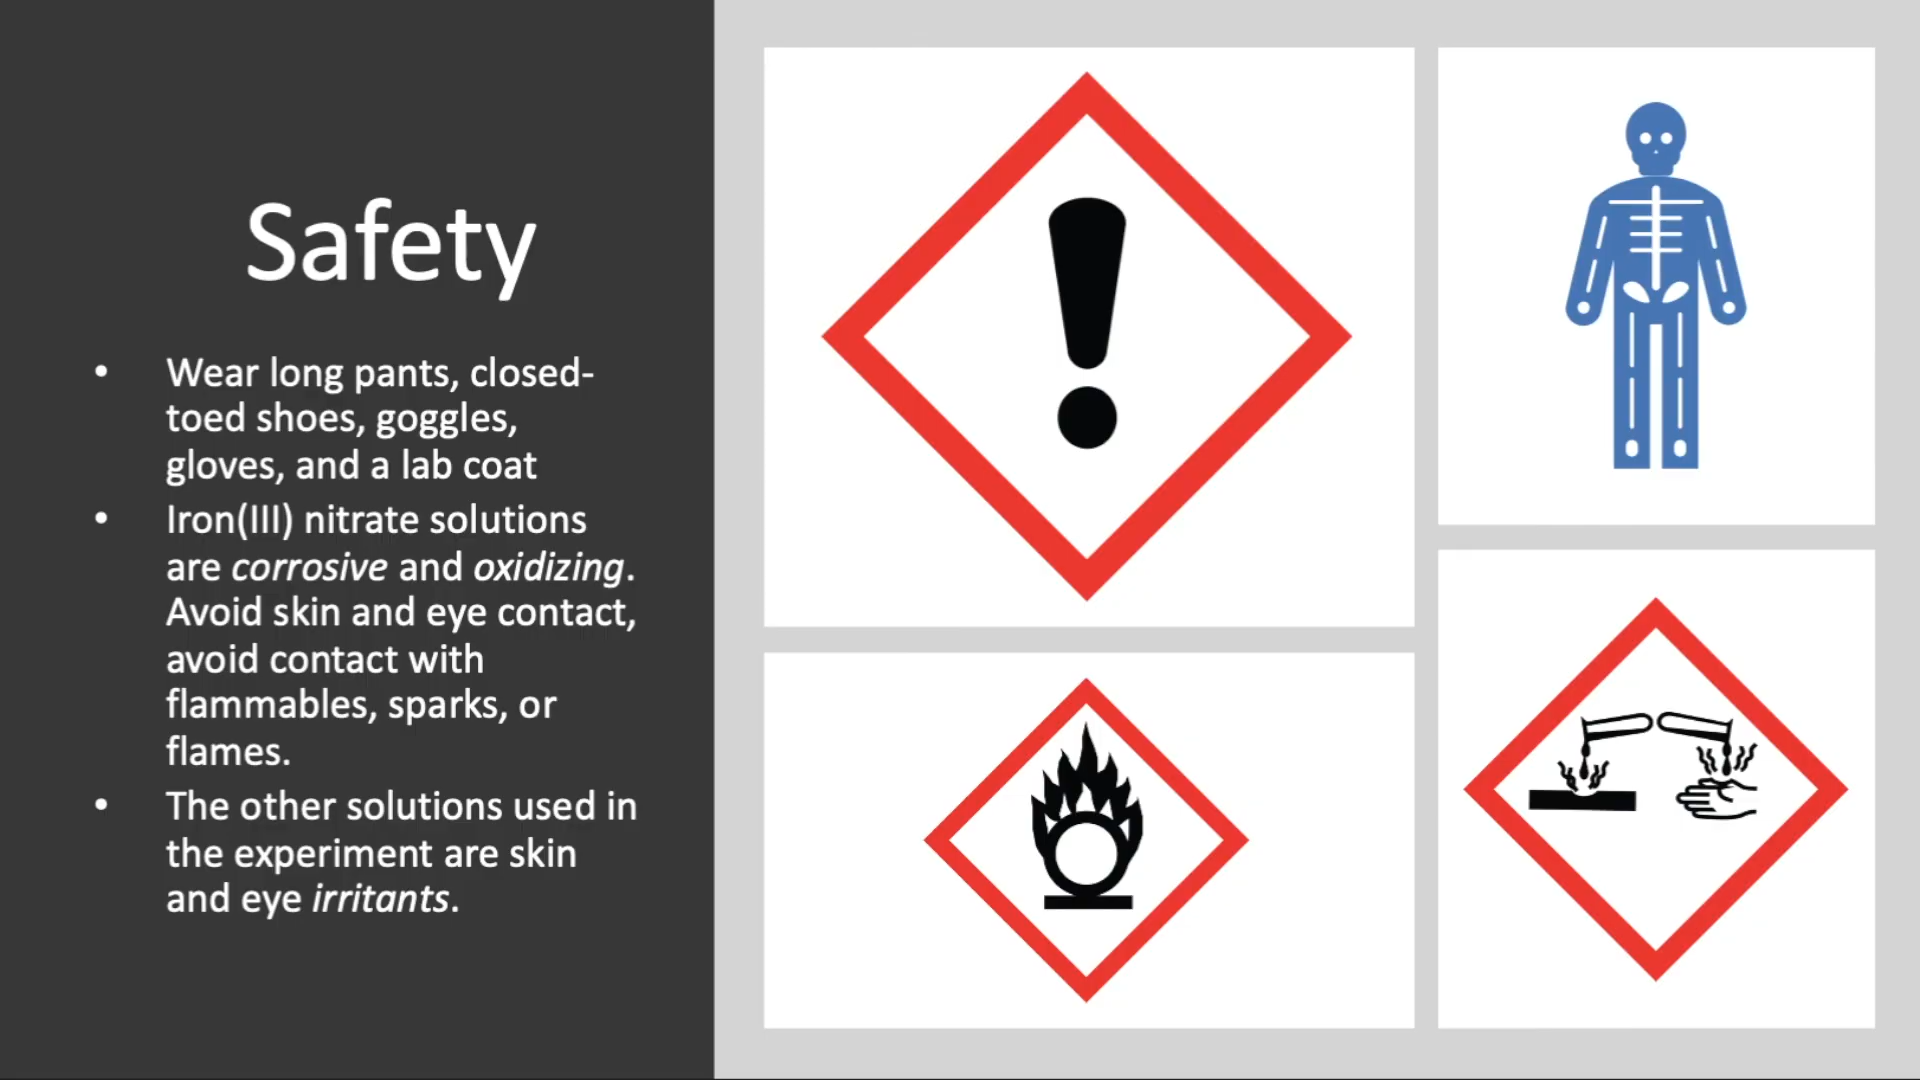 Safety
• Wear long pants, closed-
toed shoes, goggles,
gloves, and a lab coat
• Iron(III) nitrate solutions
are corrosive and oxidizing.
Avoid skin and eye contact,
avoid contact with
flammables, sparks, or
flames.
• The other solutions used in
the experiment are skin
and eye irritants.